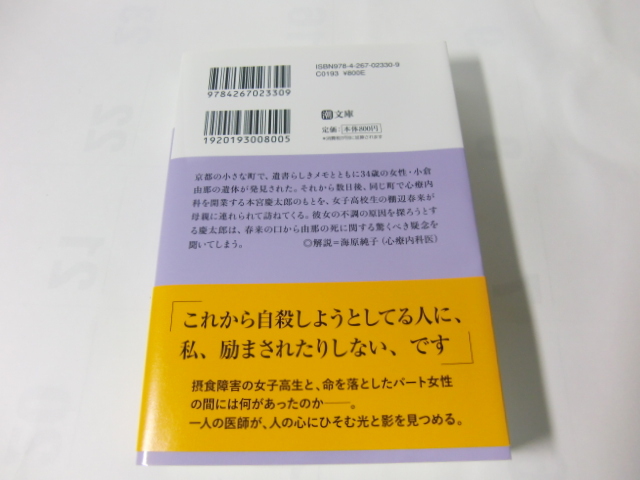 ISBN978-4-267-02330-9
C0193 ¥800E
9784267023309
1920193008005
潮文庫
定価: 本体800円
京都の小さな町で、遺書らしきメモとともに34歳の女性・小倉
由那の遺体が発見された。それから数日後、同じ町で心療内
科を開業する本宮慶太郎のもとを、女子高校生の棚辺春来が
母親に連れられて訪ねてくる。彼女の不調の原因を探ろうとす
る慶太郎は、春来の口から由那の死に関する驚くべき疑念を
聞いてしまう。 ◎解説=海原純子(心療内科医)
「これから自殺しようとしてる人に、
私、励まされたりしない、です」
摂食障害の女子高生と、命を落としたパート女性
の間には何があったのか──。
一人の医師が、人の心にひそむ光と影を見つめる。